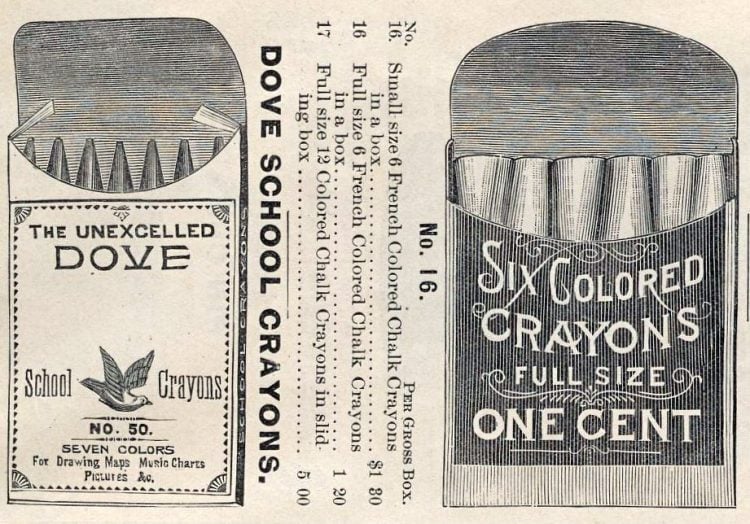 THE UNEXCELLED
DOVE
School Crayons
NO. 50.
SEVEN COLORS
For Drawing Maps Music Charts
Pictures &c.
SCHOOL CRAYONS
No. 16.
No. Per Gross Box.
16. Small size 6 French Colored Chalk Crayons
in a box.................... $1 80
16 Full size 6 French Colored Chalk Crayons
in a box..................... 1 20
17 Full size 12 Colored Chalk Crayons in slid-
ing box ..................... 5 00
DOVE SCHOOL CRAYONS.
SIX COLORED
CRAYONS
FULL SIZE
ONE CENT